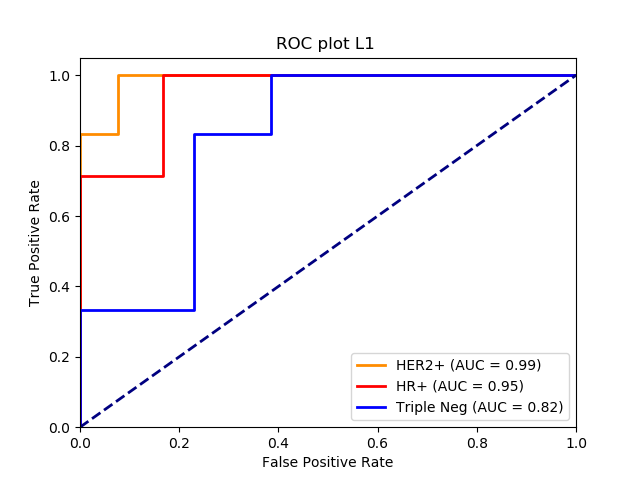 ROC plot L1
True Positive Rate
1.0
0.8
0.6
0.4
0.2
0.0
HER2+ (AUC = 0.99)
HR+ (AUC = 0.95)
Triple Neg (AUC = 0.82)
0.0 0.2 0.4 0.6 0.8 1.0
False Positive Rate